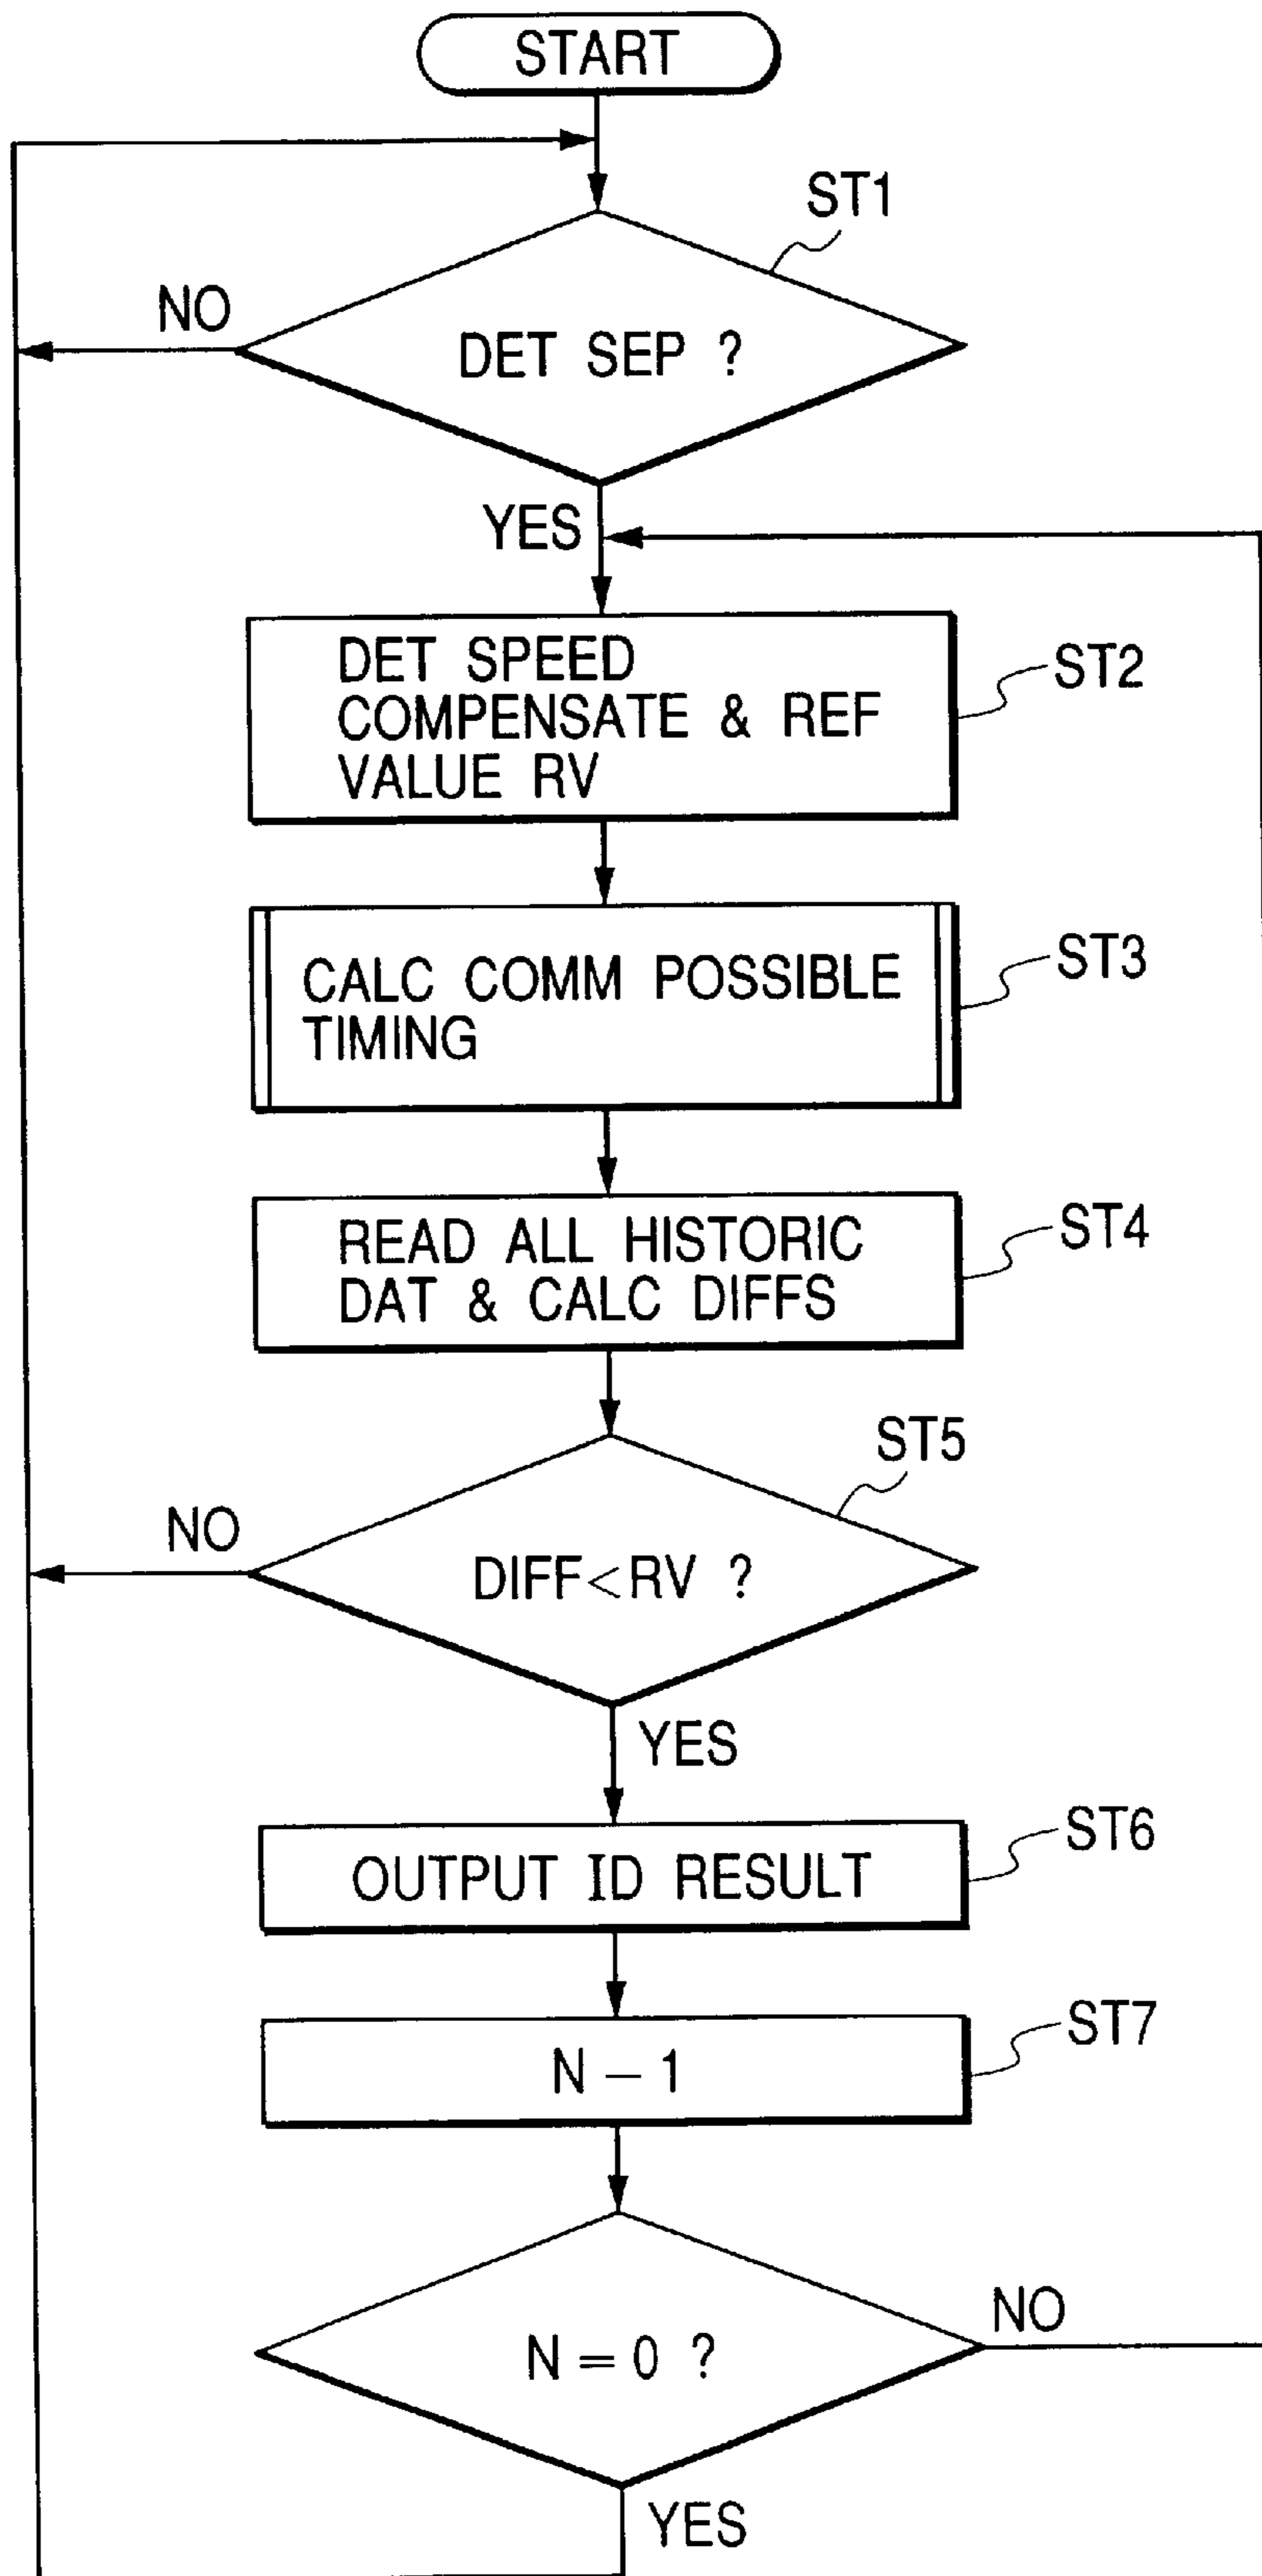 START
ST1
NO
DET SEP ?
YES
DET SPEED
COMPENSATE & REF
VALUE RV
ST2
CALC COMM POSSIBLE
TIMING
ST3
READ ALL HISTORIC
DAT & CALC DIFFS
ST4
ST5
NO
DIFF<RV ?
YES
OUTPUT ID RESULT
ST6
N – 1
ST7
N = 0 ?
NO
YES